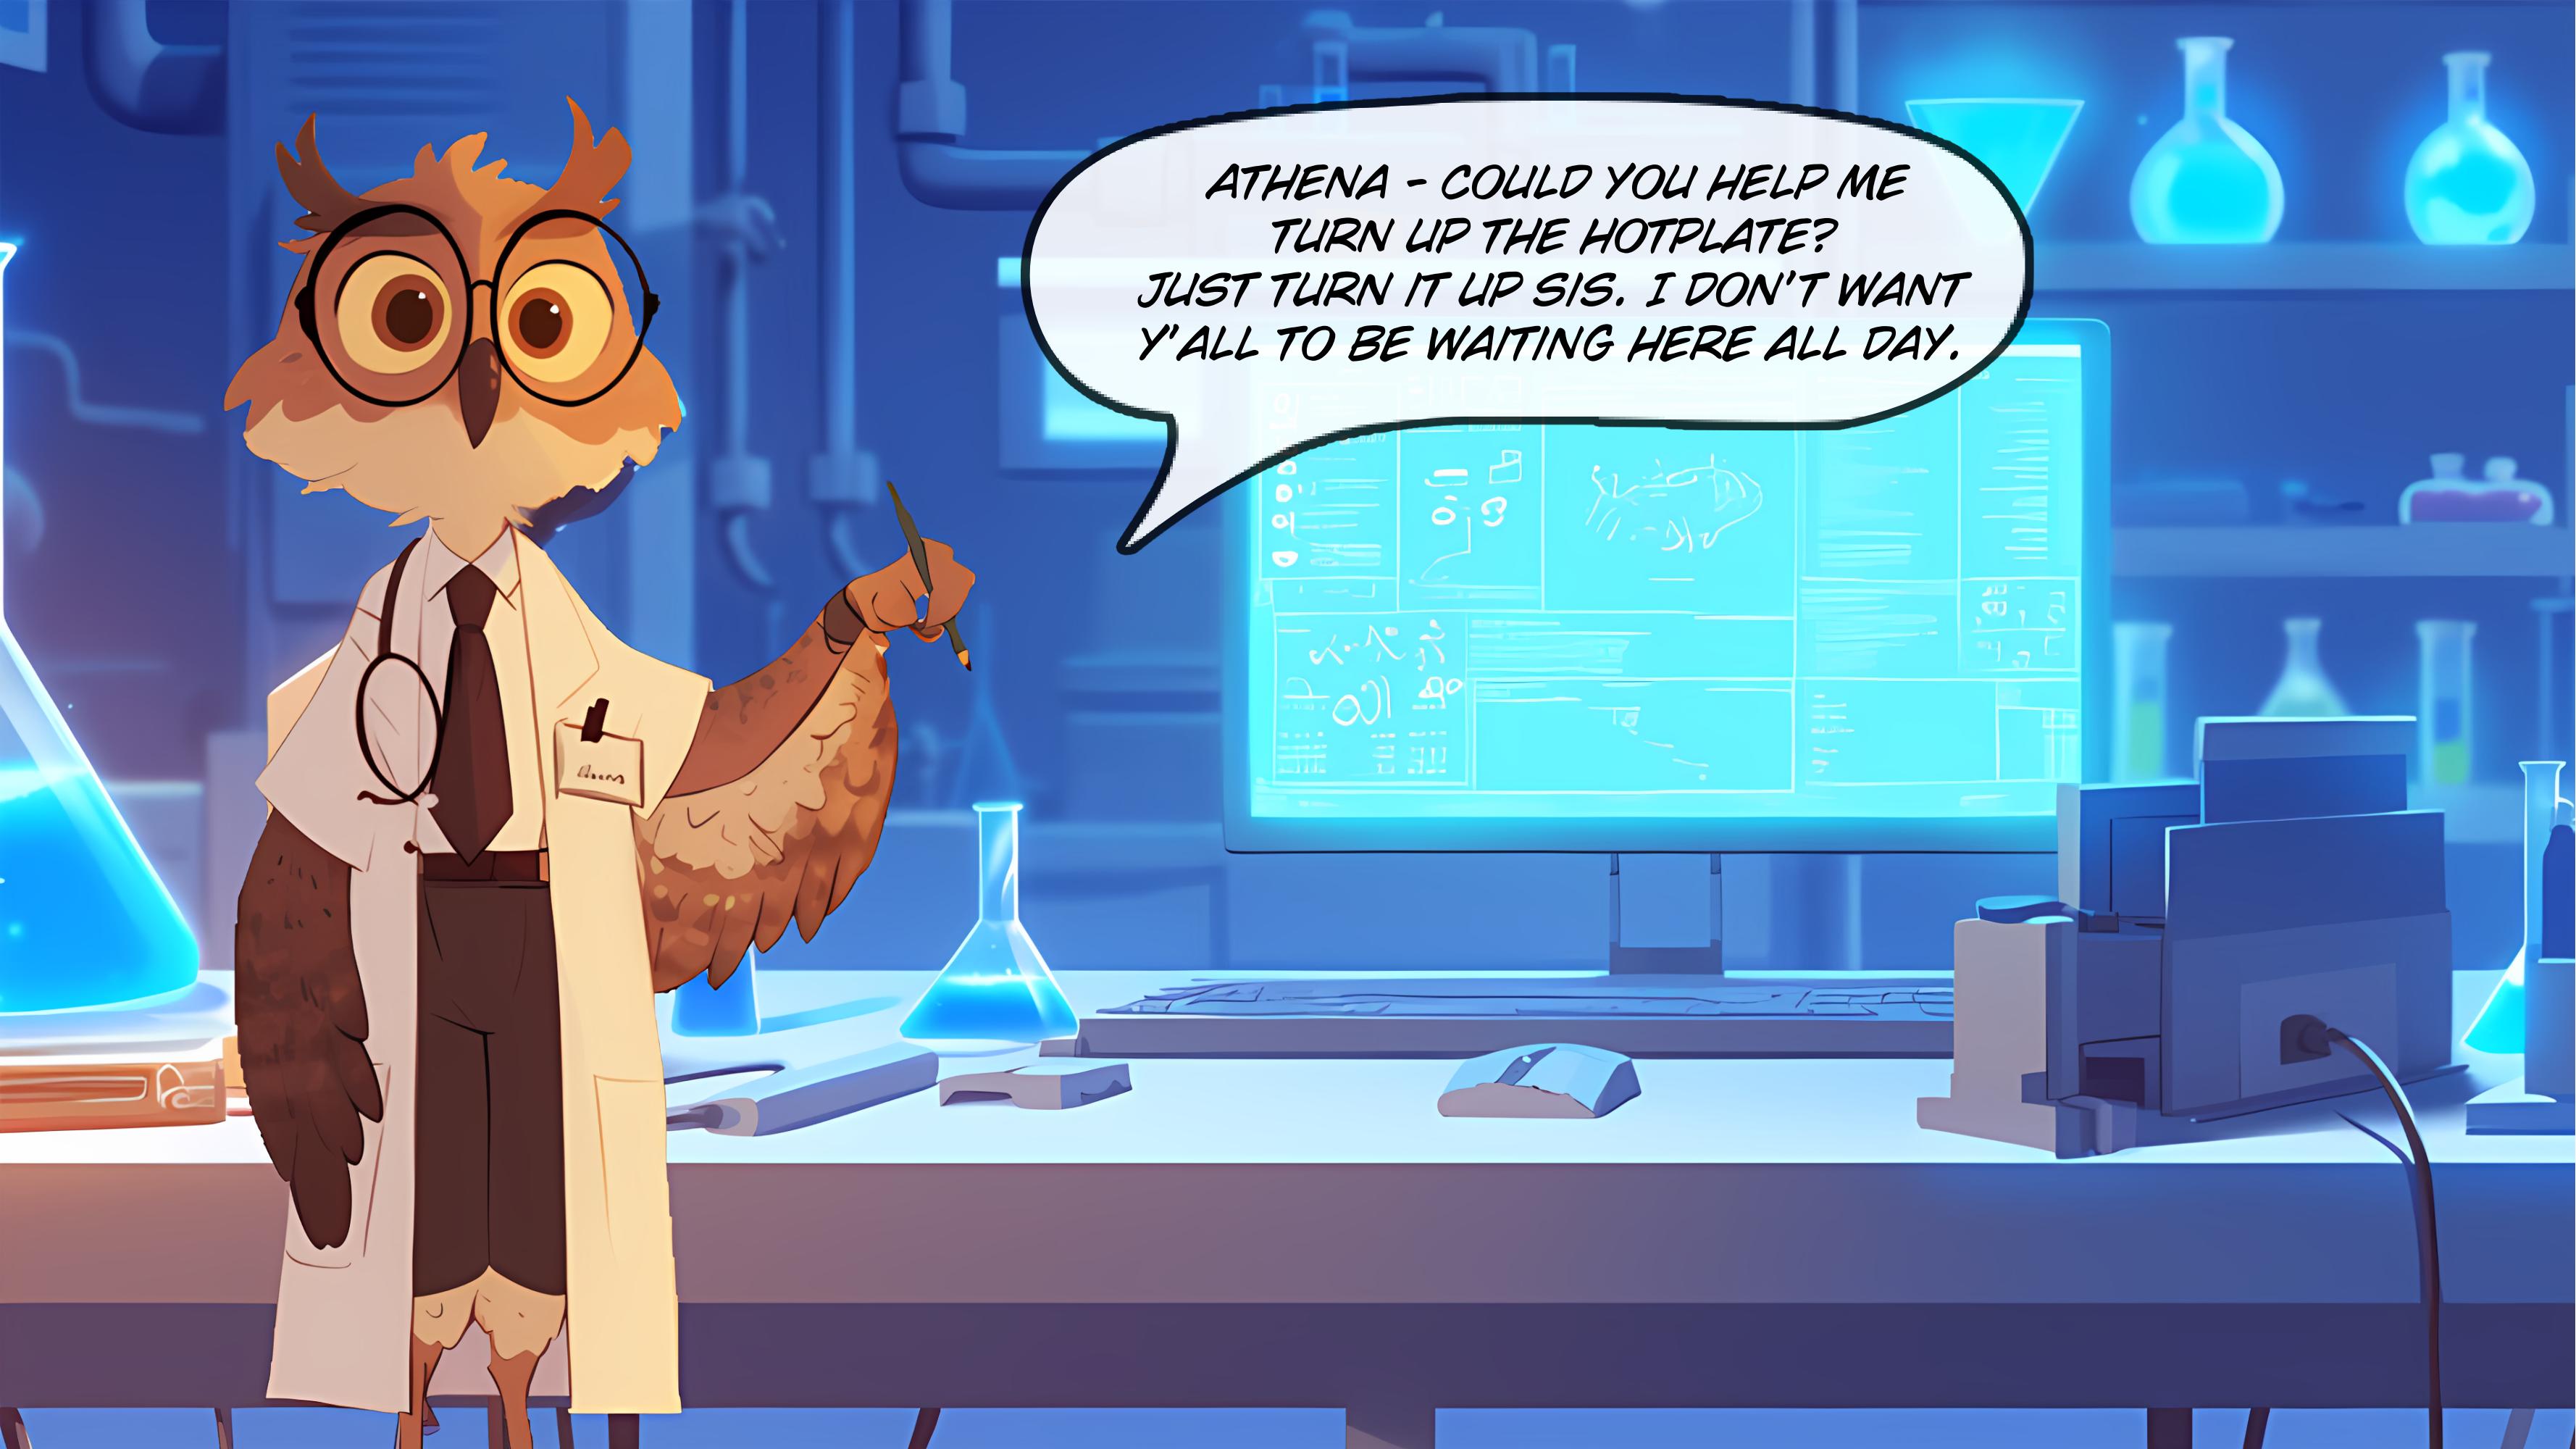 ATHENA - COULD YOU HELP ME
TURN UP THE HOTPLATE?
JUST TURN IT UP SIS. I DON'T WANT
Y'ALL TO BE WAITING HERE ALL DAY.